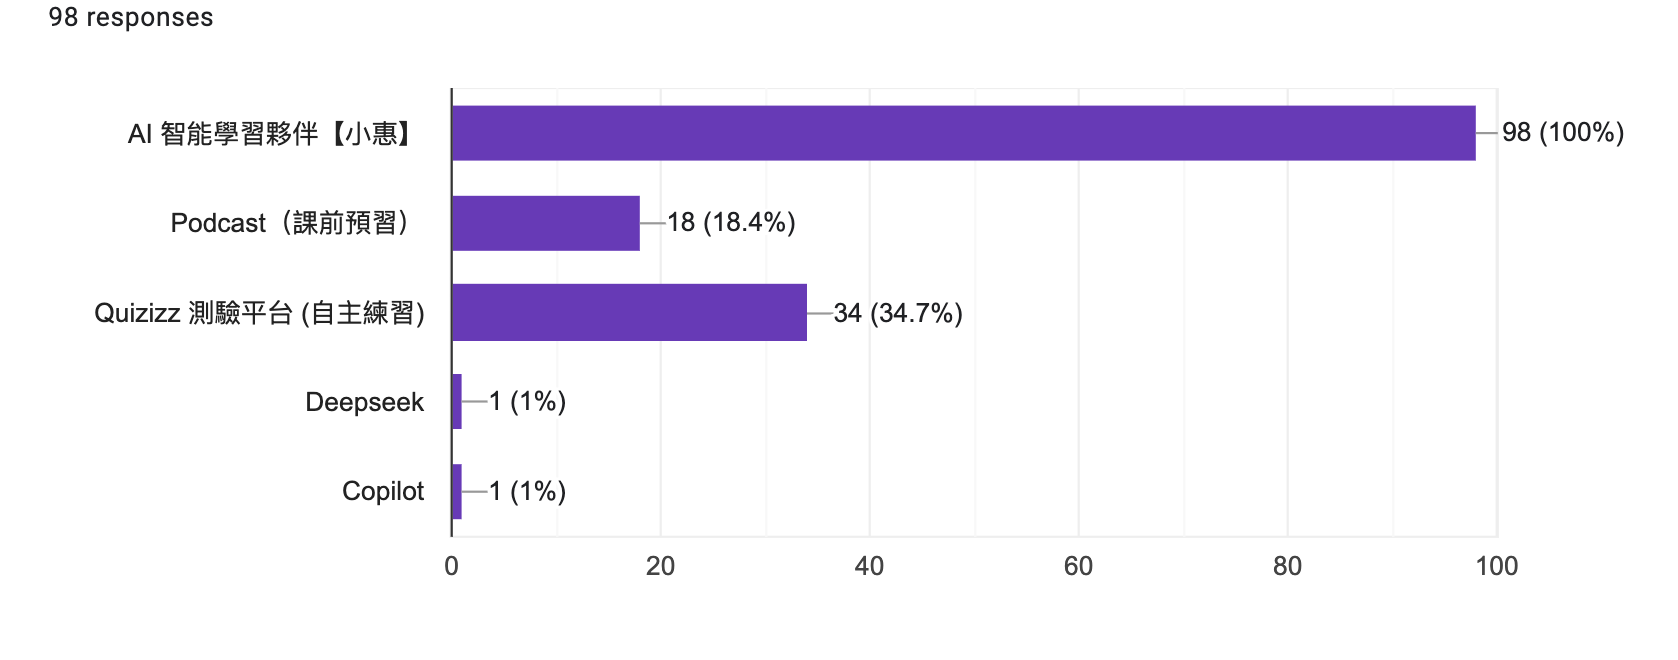 98 responses
AI 智能學習夥伴【小惠】
98 (100%)
Podcast（課前預習）
18 (18.4%)
Quizizz 測驗平台 (自主練習)
34 (34.7%)
Deepseek
1 (1%)
Copilot
1 (1%)
0 20 40 60 80 100